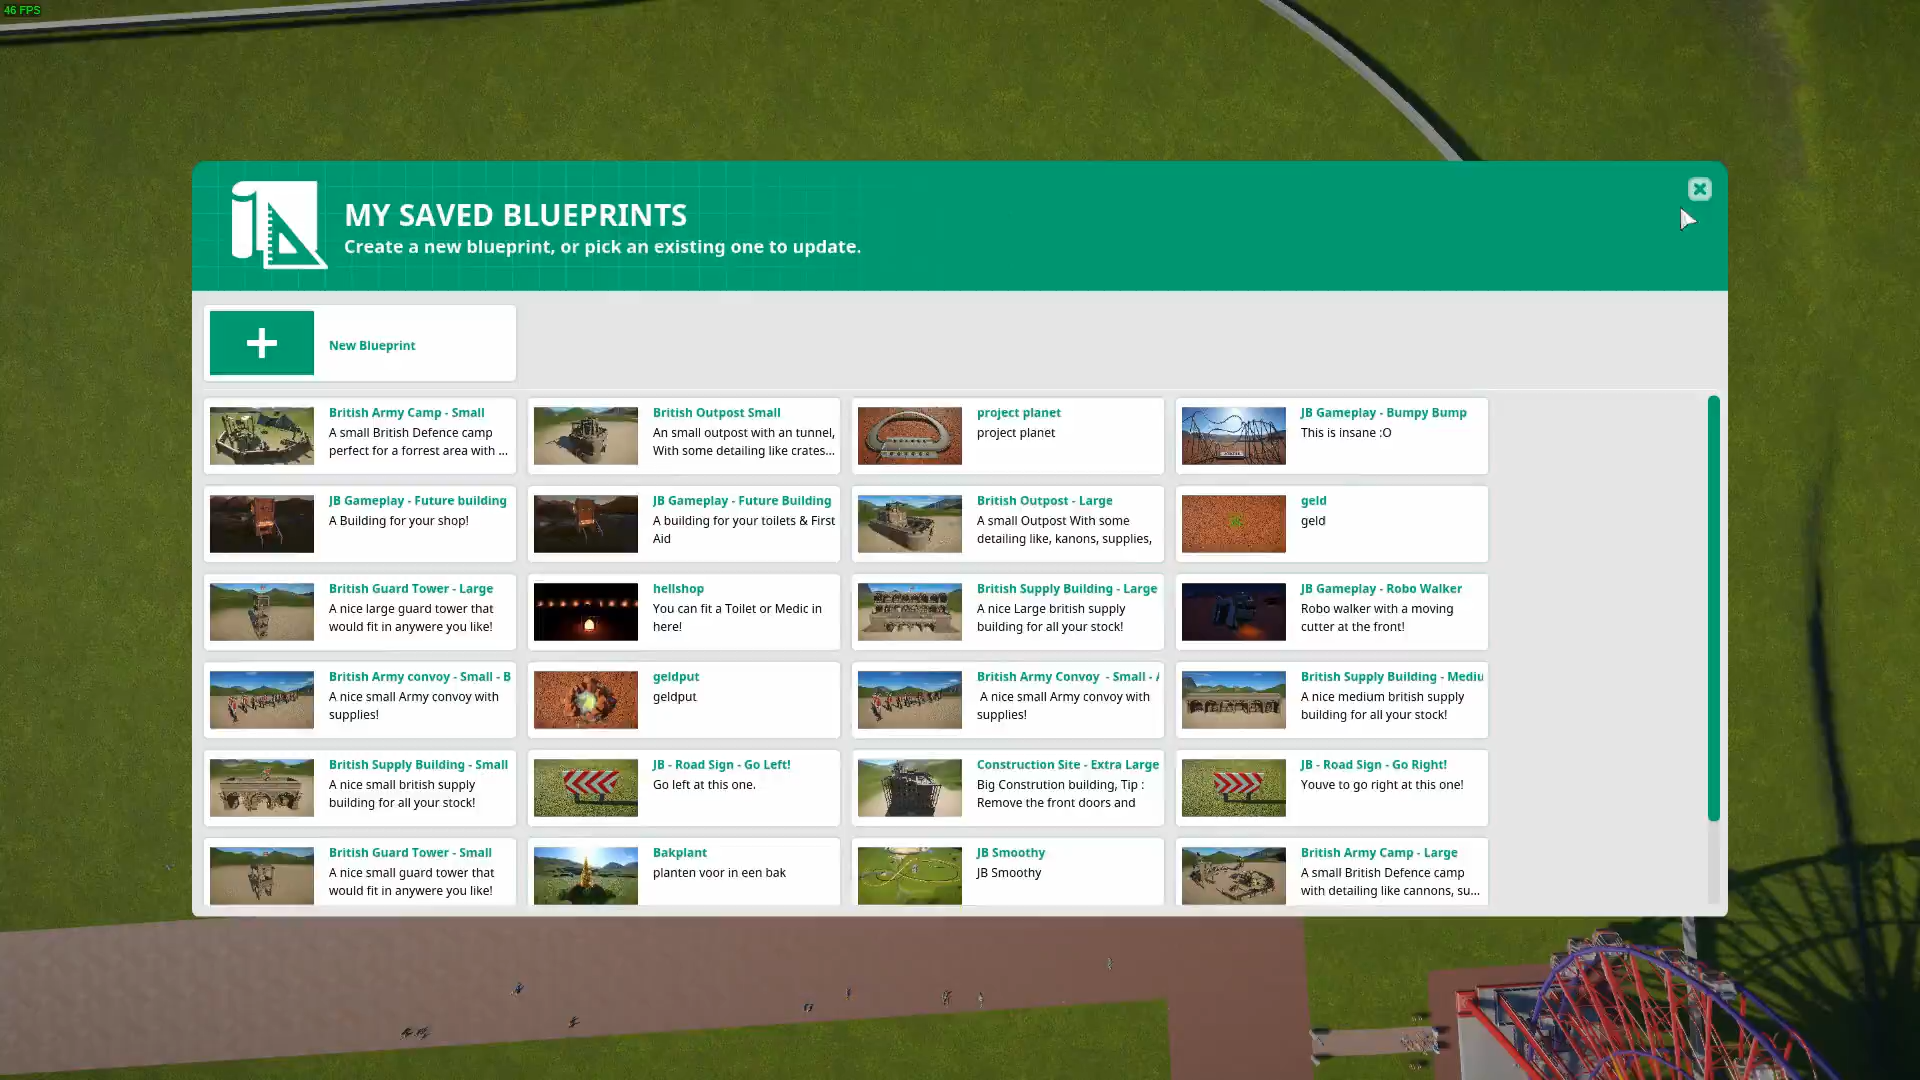 46 FPS
MY SAVED BLUEPRINTS
Create a new blueprint, or pick an existing one to update.
New Blueprint
British Army Camp - Small
A small British Defence camp
perfect for a forrest area with ...
British Outpost Small
An small outpost with an tunnel,
With some detailing like crates...
project planet
project planet
JB Gameplay - Bumpy Bump
This is insane :O
JB Gameplay - Future building
A Building for your shop!
JB Gameplay - Future Building
A building for your toilets & First
Aid
British Outpost - Large
A small Outpost With some
detailing like, kanons, supplies,
geld
geld
British Guard Tower - Large
A nice large guard tower that
would fit in anywere you like!
hellshop
You can fit a Toilet or Medic in
here!
British Supply Building - Large
A nice Large british supply
building for all your stock!
JB Gameplay - Robo Walker
Robo walker with a moving
cutter at the front!
British Army convoy - Small - B
A nice small Army convoy with
supplies!
geldput
geldput
British Army Convoy - Small -
A nice small Army convoy with
supplies!
British Supply Building - Mediu
A nice medium british supply
building for all your stock!
British Supply Building - Small
A nice small british supply
building for all your stock!
JB - Road Sign - Go Left!
Go left at this one.
Construction Site - Extra Large
Big Constrution building, Tip :
Remove the front doors and
JB - Road Sign - Go Right!
Youve to go right at this one!
British Guard Tower - Small
A nice small guard tower that
would fit in anywere you like!
Bakplant
planten voor in een bak
JB Smoothy
JB Smoothy
British Army Camp - Large
A small British Defence camp
with detailing like cannons, su...